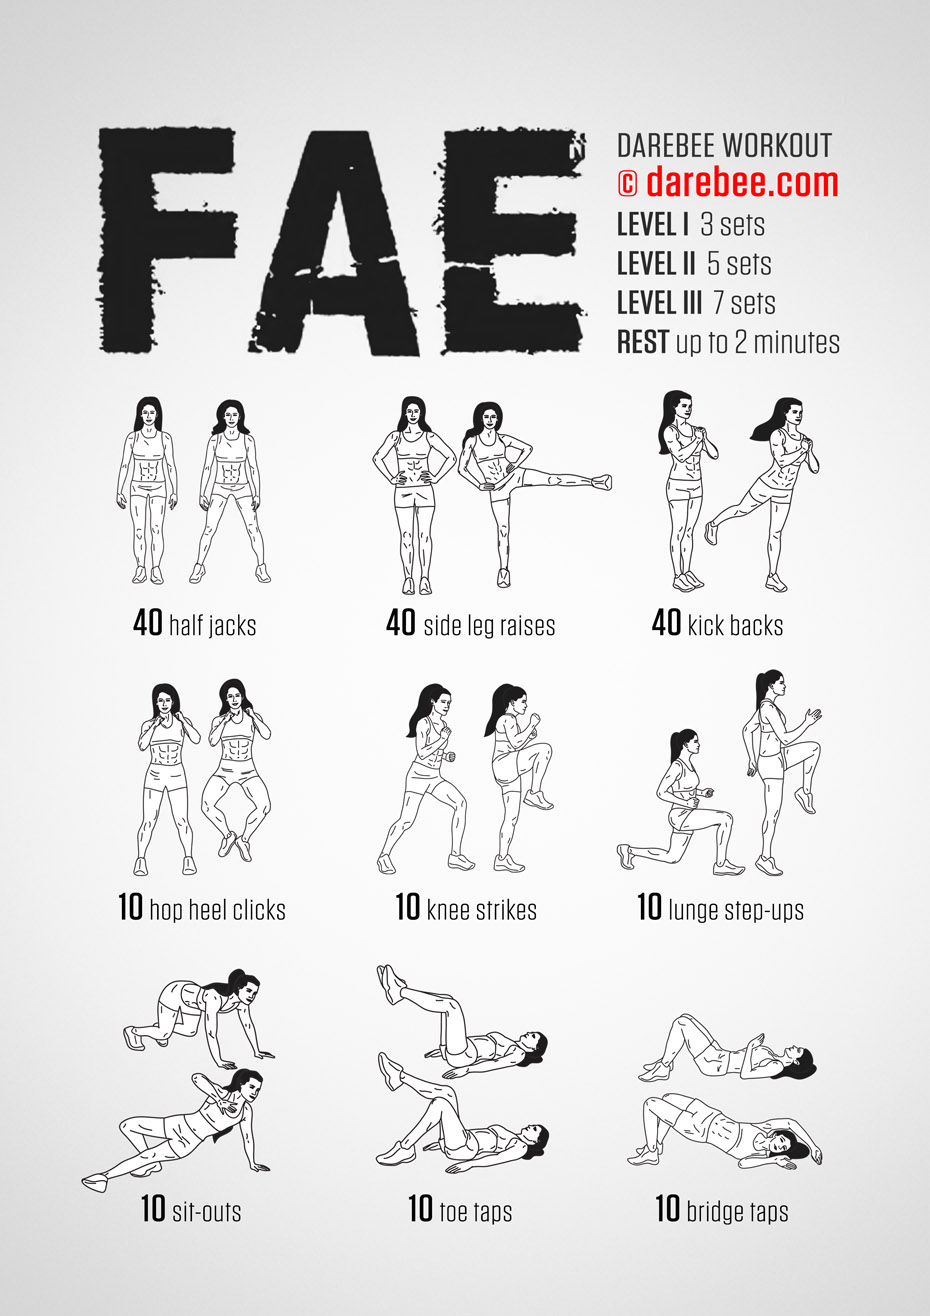 FAE
DAREBEE WORKOUT
© darebee.com
LEVEL I 3 sets
LEVEL II 5 sets
LEVEL III 7 sets
REST up to 2 minutes
40 half jacks
40 side leg raises
40 kick backs
10 hop heel clicks
10 knee strikes
10 lunge step-ups
10 sit-outs
10 toe taps
10 bridge taps